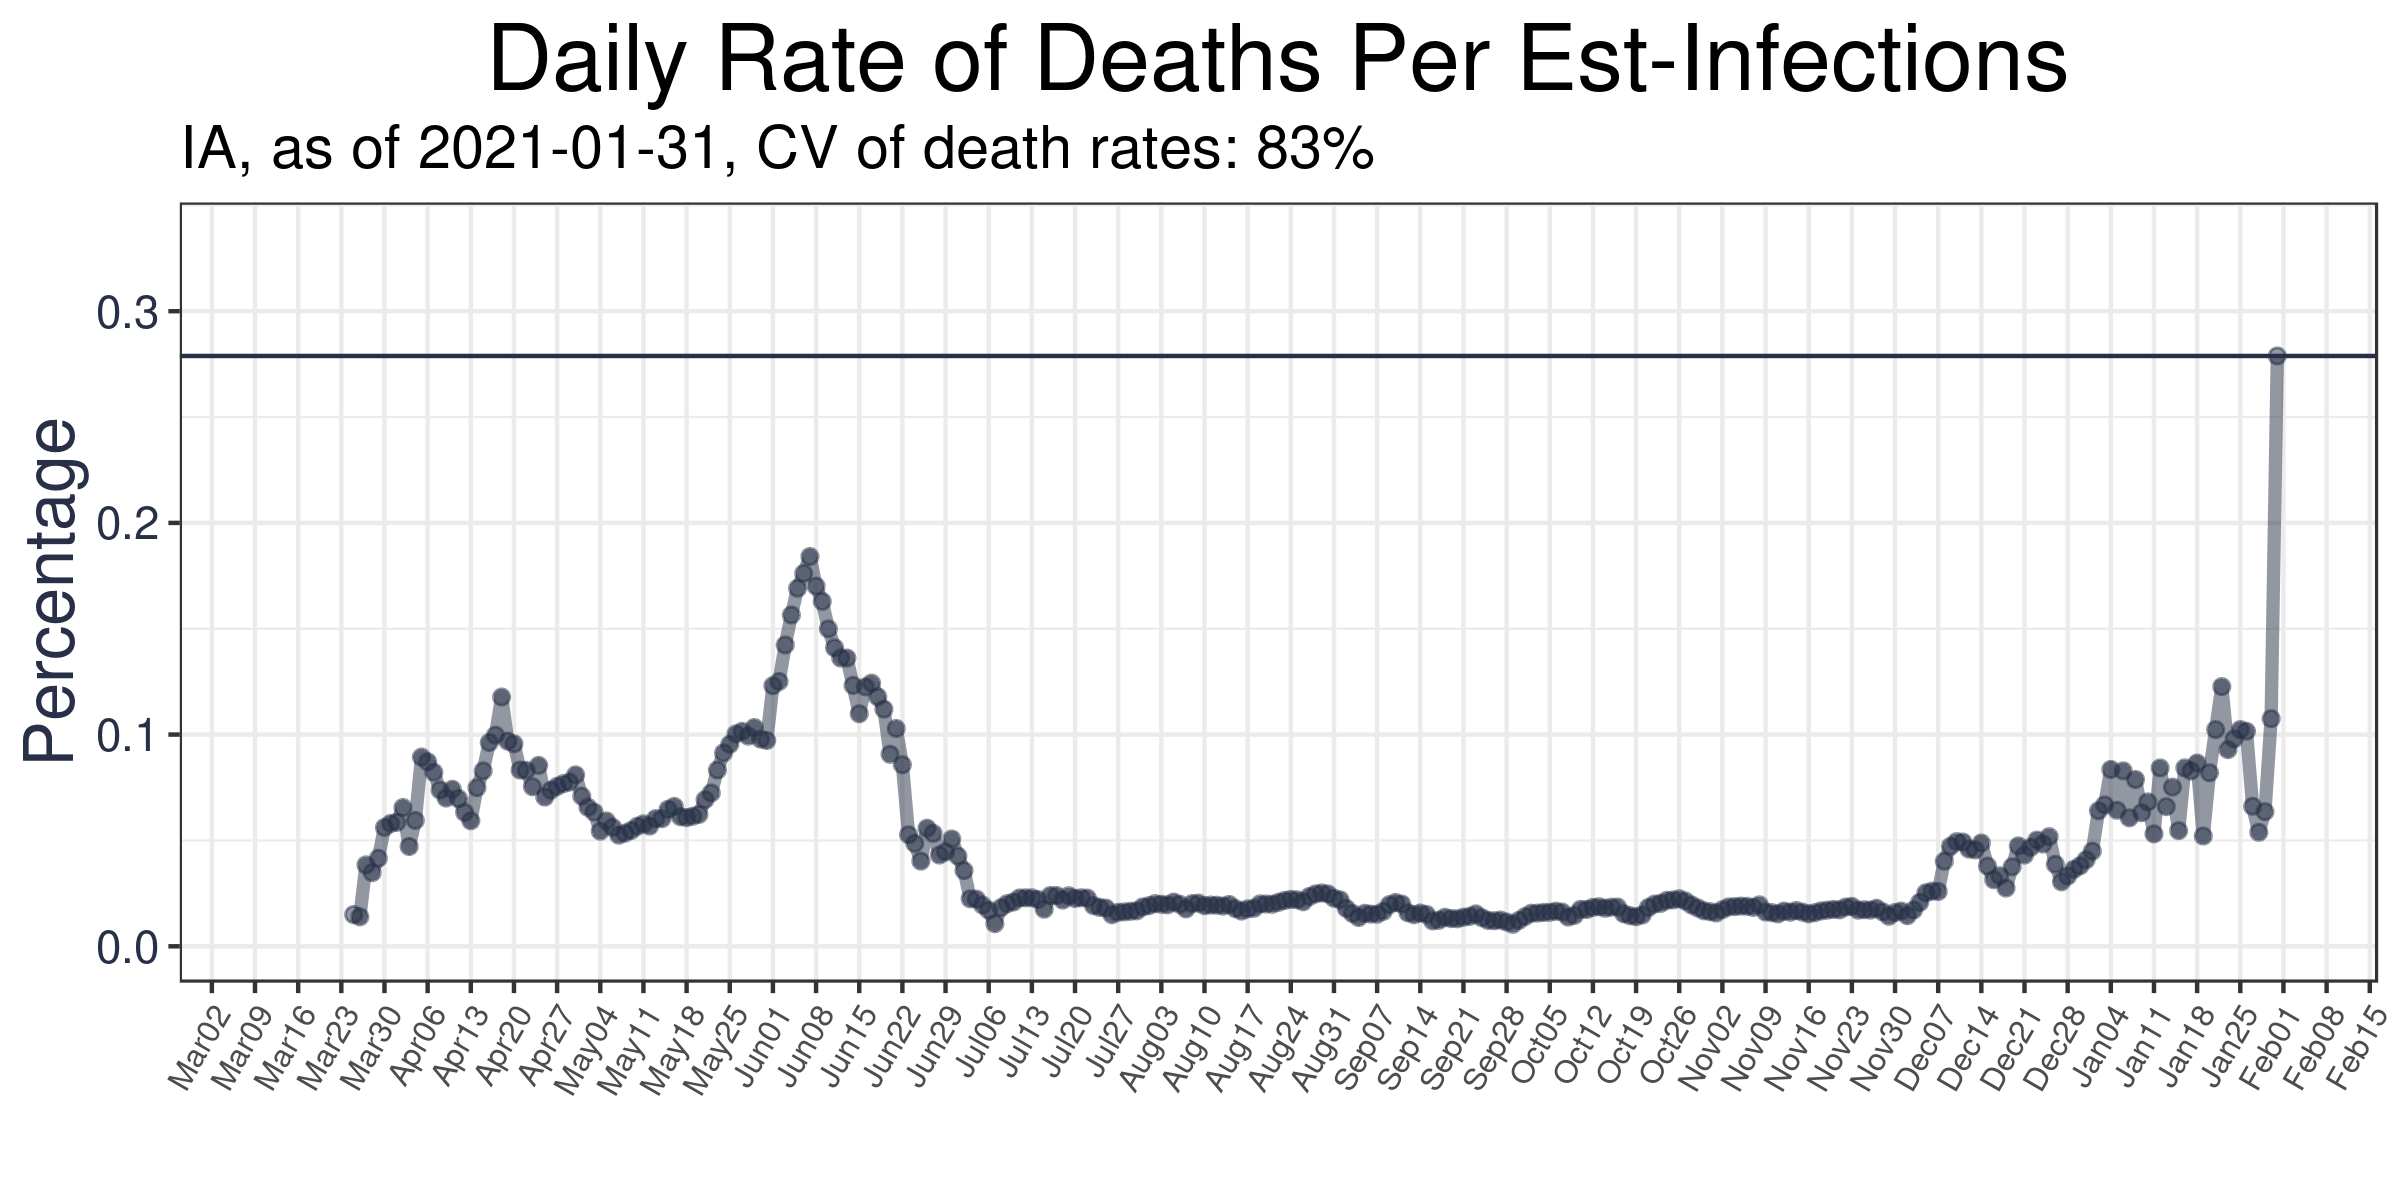 Daily Rate of Deaths Per Est-Infections
IA, as of 2021-01-31, CV of death rates: 83%
Percentage
0.3
0.2
0.1
0.0
Mar02
Mar09
Mar16
Mar23
Mar30
Apr06
Apr13
Apr20
Apr27
May04
May11
May18
May25
Jun01
Jun08
Jun15
Jun22
Jun29
Jul06
Jul13
Jul20
Jul27
Aug03
Aug10
Aug17
Aug24
Aug31
Sep07
Sep14
Sep21
Sep28
Oct05
Oct12
Oct19
Oct26
Nov02
Nov09
Nov16
Nov23
Nov30
Dec07
Dec14
Dec21
Dec28
Jan04
Jan11
Jan18
Jan25
Feb01
Feb08
Feb15